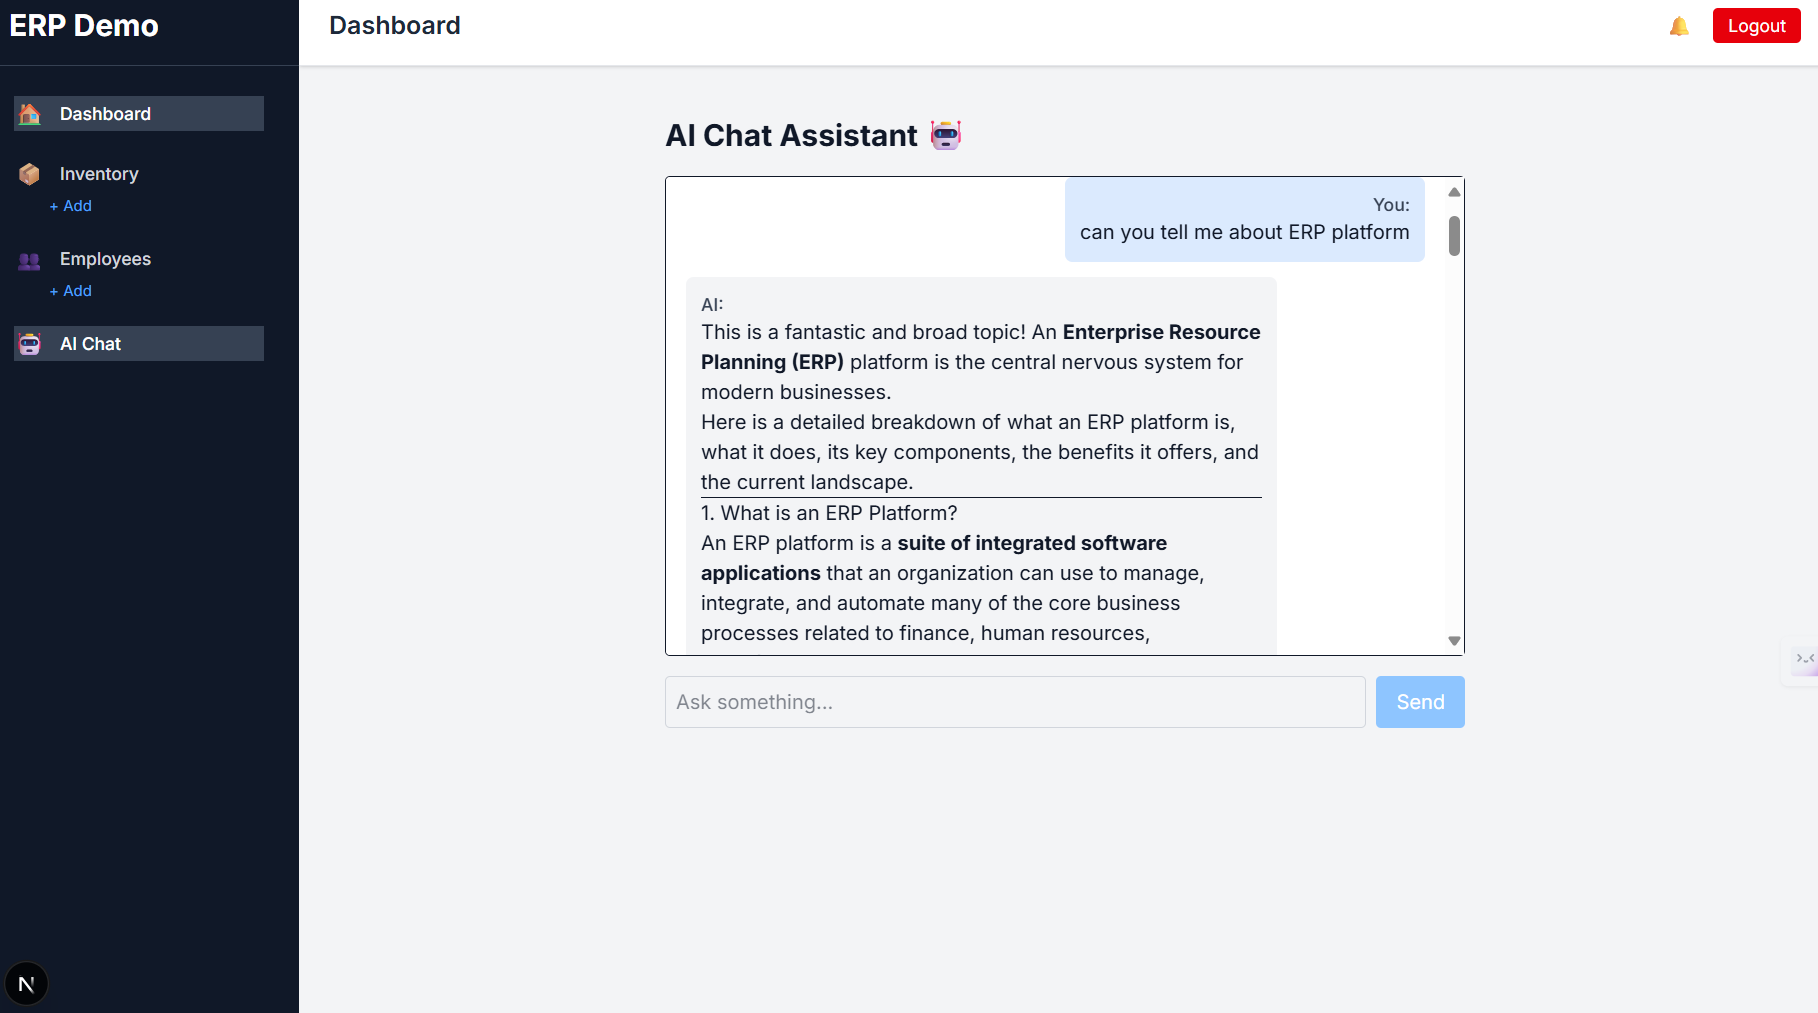 ERP Demo
Dashboard
Logout
Dashboard
Inventory
+ Add
Employees
+ Add
AI Chat
AI Chat Assistant
You:
can you tell me about ERP platform
AI:
This is a fantastic and broad topic! An Enterprise Resource
Planning (ERP) platform is the central nervous system for
modern businesses.
Here is a detailed breakdown of what an ERP platform is,
what it does, its key components, the benefits it offers, and
the current landscape.
1. What is an ERP Platform?
An ERP platform is a suite of integrated software
applications that an organization can use to manage,
integrate, and automate many of the core business
processes related to finance, human resources,
Ask something...
Send
N